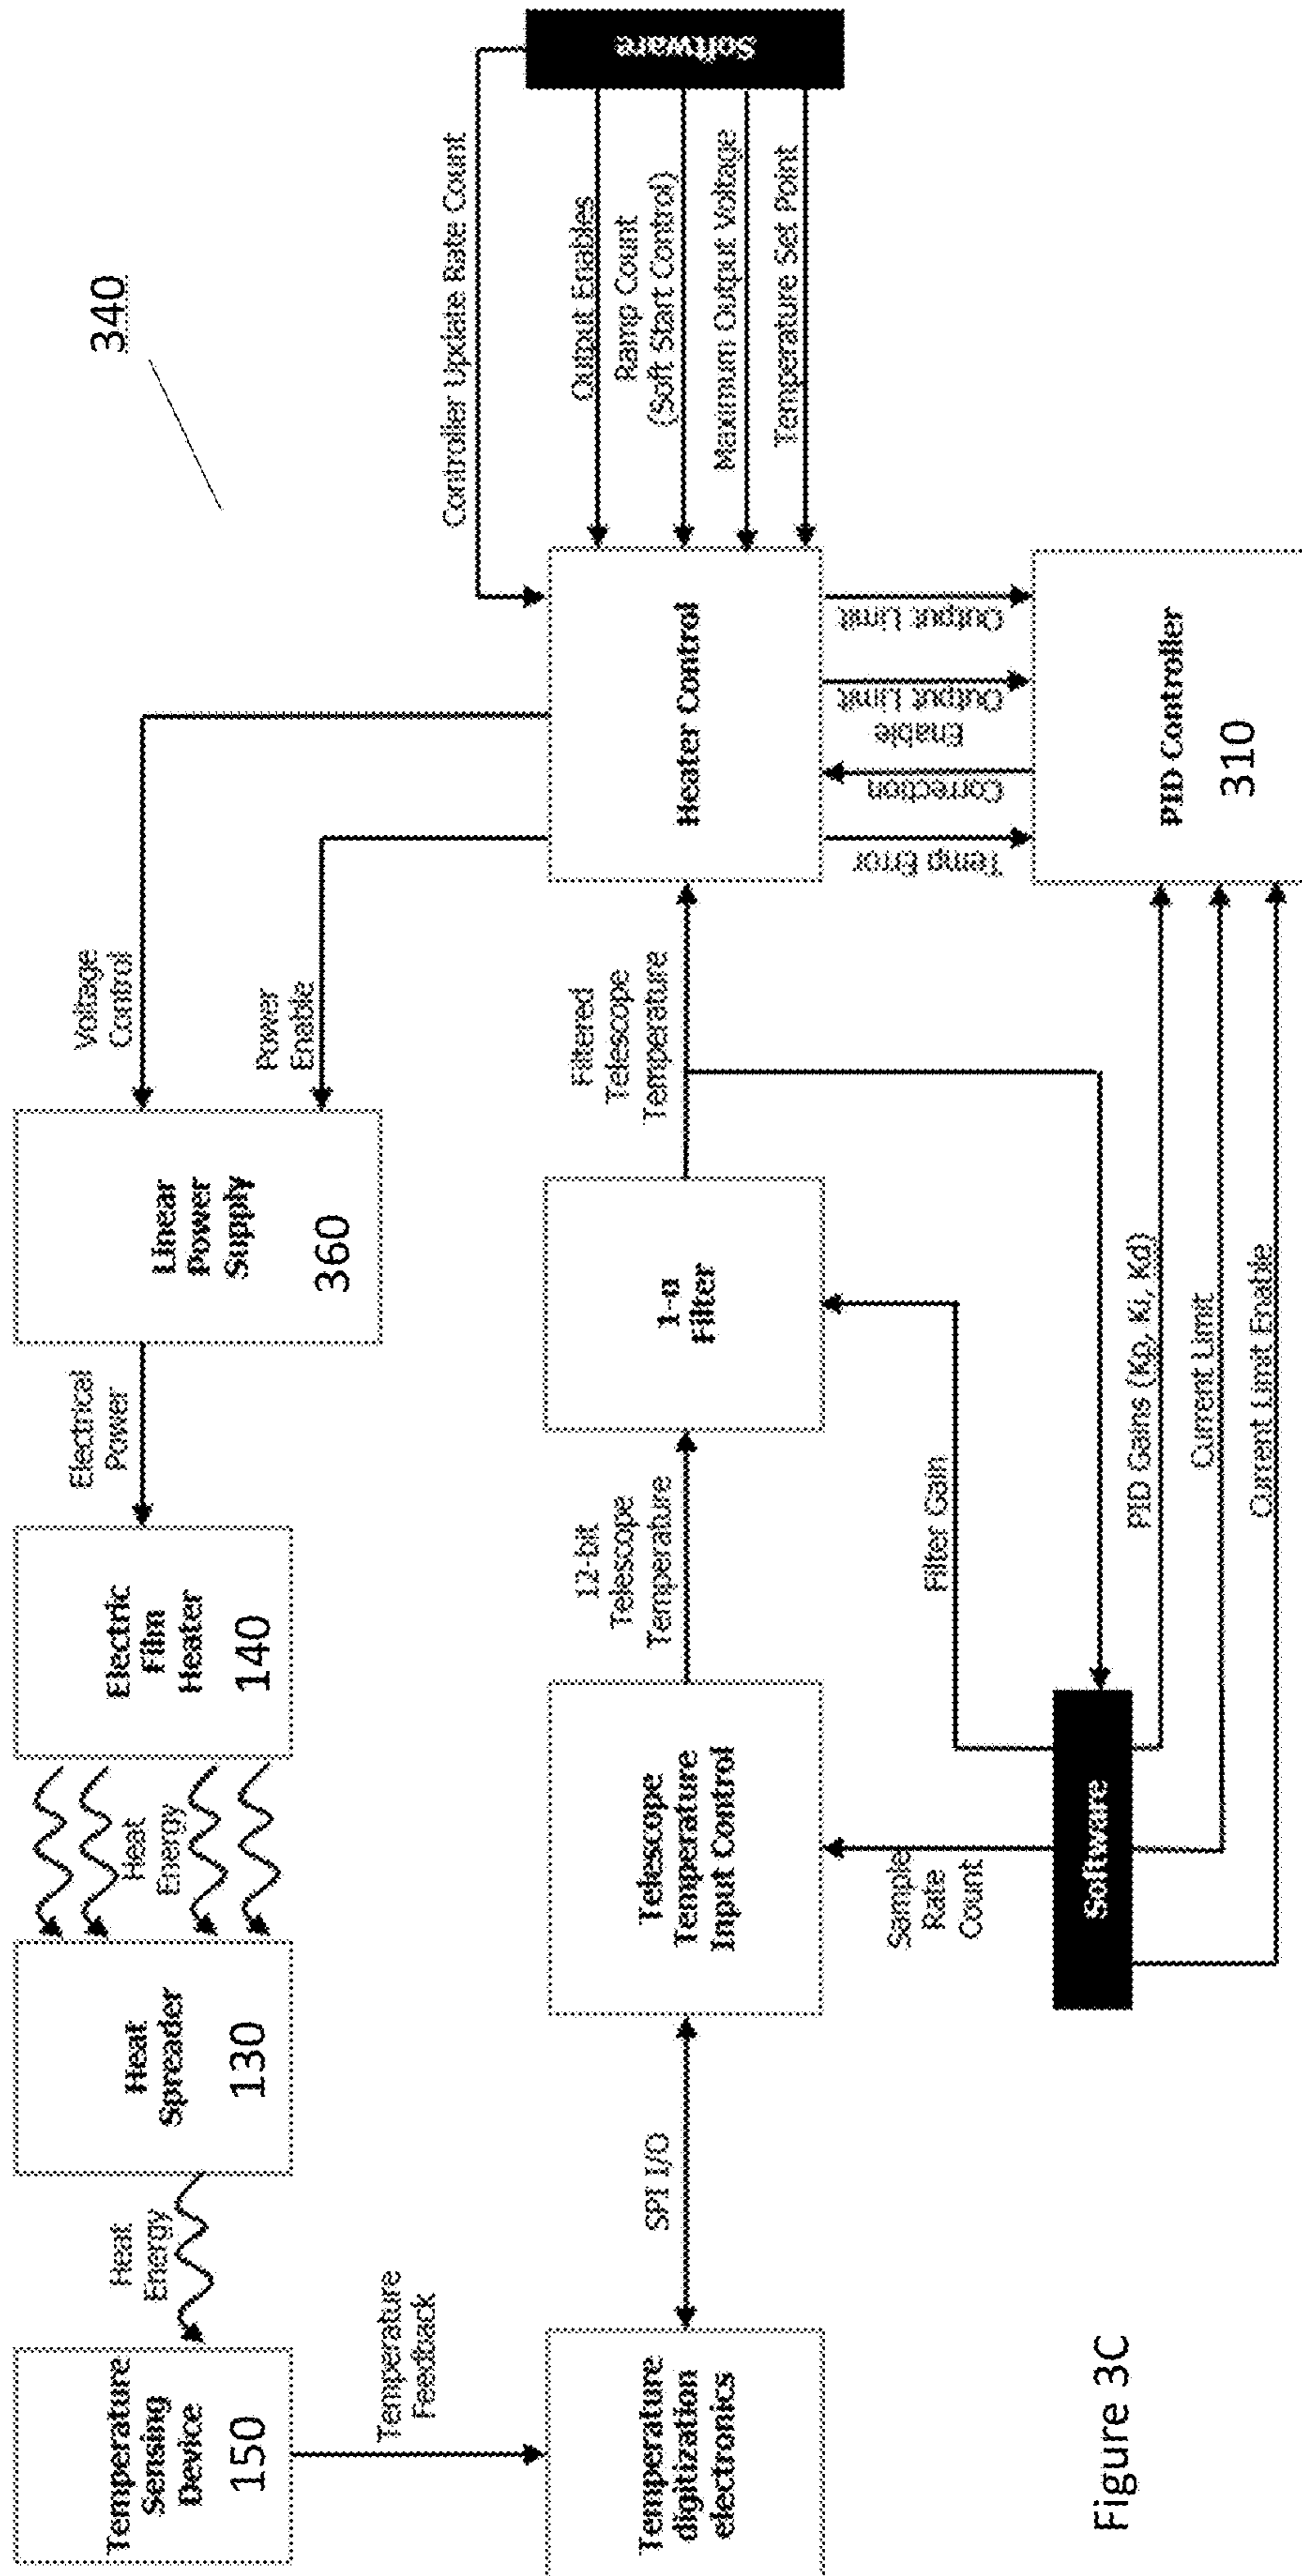 340
Temperature
Sensing
Device
150
Heat
Energy
Heat
Spreader
130
Heat
Energy
Electric
Film
Heater
140
Electrical
Power
Linear
Power
Supply
360
Voltage
Control
Power
Enable
Temperature
Feedback
Temperature
digitization
electronics
SPI I/O
Telescope
Temperature
Input Control
12-bit
Telescope
Temperature
1-α
Filter
Filtered
Telescope
Temperature
Heater Control
Controller Update Rate Count
Output Enables
Ramp Count
(Soft Start Control)
Maximum Output Voltage
Temperature Set Point
Software
Temp Error
Correction
Output Limit
Enable
Output Limit
PID Controller
310
Sample
Rate
Count
Filter Gain
Software
PID Gains (Kp, Ki, Kd)
Current Limit
Current Limit Enable
Figure 3C